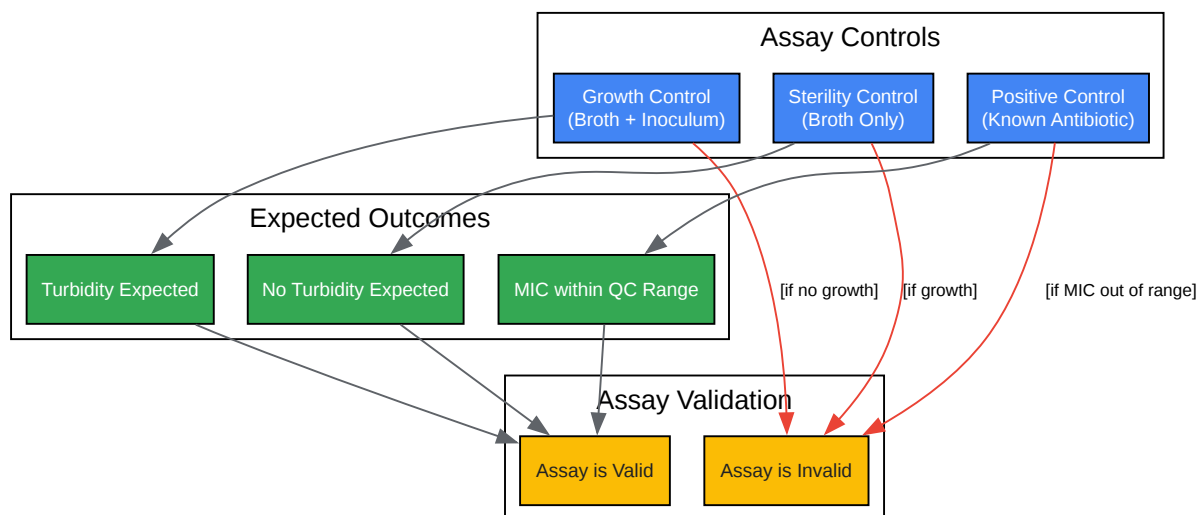 Assay Controls
Growth Control
(Broth + Inoculum)
Sterility Control
(Broth Only)
Positive Control
(Known Antibiotic)
Expected Outcomes
Turbidity Expected
No Turbidity Expected
MIC within QC Range
[if no growth]
[if growth]
[if MIC out of range]
Assay Validation
Assay is Valid
Assay is Invalid